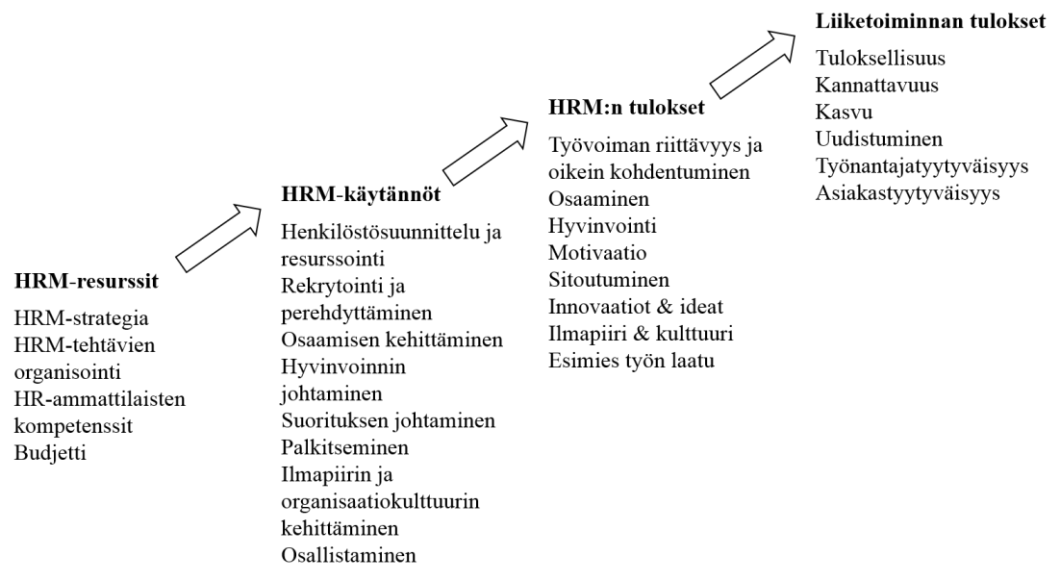 HRM-resurssit
HRM-strategia
HRM-tehtävien
organisointi
HR-ammattilaisten
kompetenssit
Budjetti
HRM-käytännöt
Henkilöstösuunnittelu ja
resurssointi
Rekrytointi ja
perehdyttäminen
Osaamisen kehittäminen
Hyvinvoinnin
johtaminen
Suorituksen johtaminen
Palkitseminen
Ilmapiirin ja
organisaatiokulttuurin
kehittäminen
Osallistaminen
HRM:n tulokset
Työvoiman riittävyys ja
oikein kohdentuminen
Osaaminen
Hyvinvointi
Motivaatio
Sitoutuminen
Innovaatiot & ideat
Ilmapiiri & kulttuuri
Esimies työn laatu
Liiketoiminnan tulokset
Tuloksellisuus
Kannattavuus
Kasvu
Uudistuminen
Työnantajatyytyväisyys
Asiakastyytyväisyys